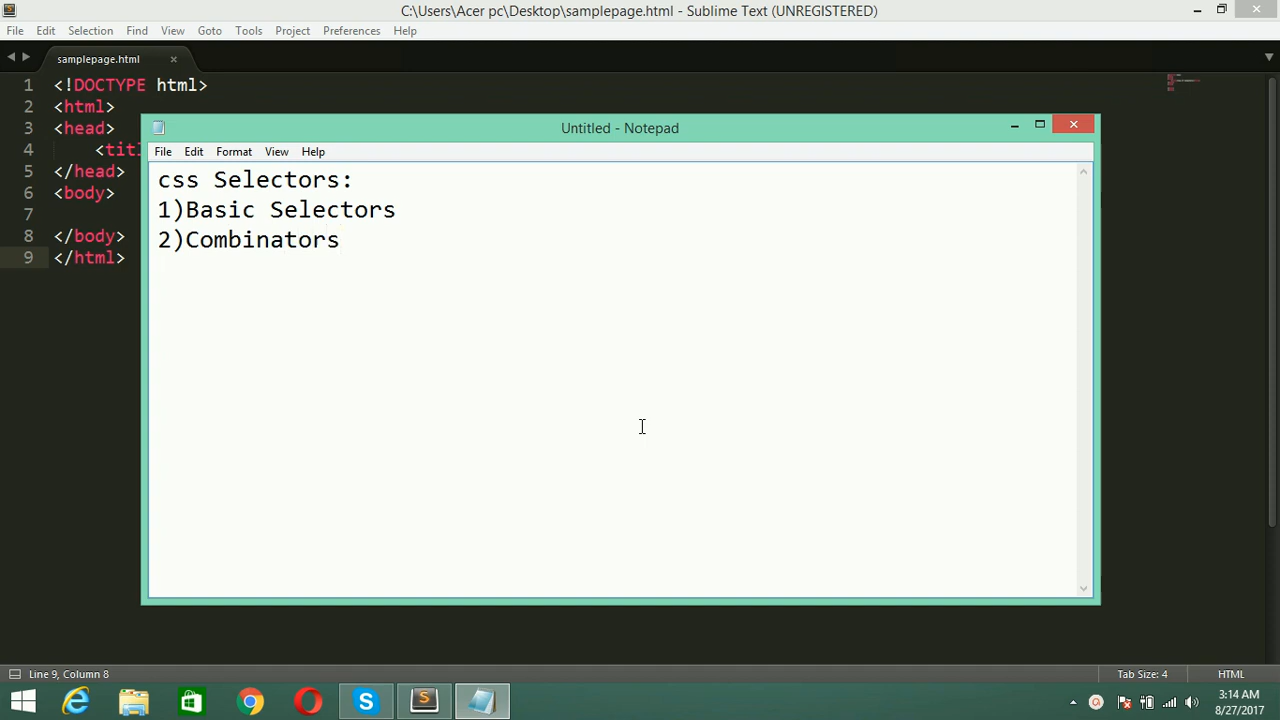 C:\Users\Acer pc\Desktop\samplepage.html - Sublime Text (UNREGISTERED)
File Edit Selection Find View Goto Tools Project Preferences Help
samplepage.html
1 <!DOCTYPE html>
2 <html>
3 <head>
4 <titl
5 </head>
6 <body>
7
8 </body>
9 </html>
Untitled - Notepad
File Edit Format View Help
css Selectors:
1)Basic Selectors
2)Combinators
Line 9, Column 8
Tab Size: 4
HTML
3:14 AM
8/27/2017